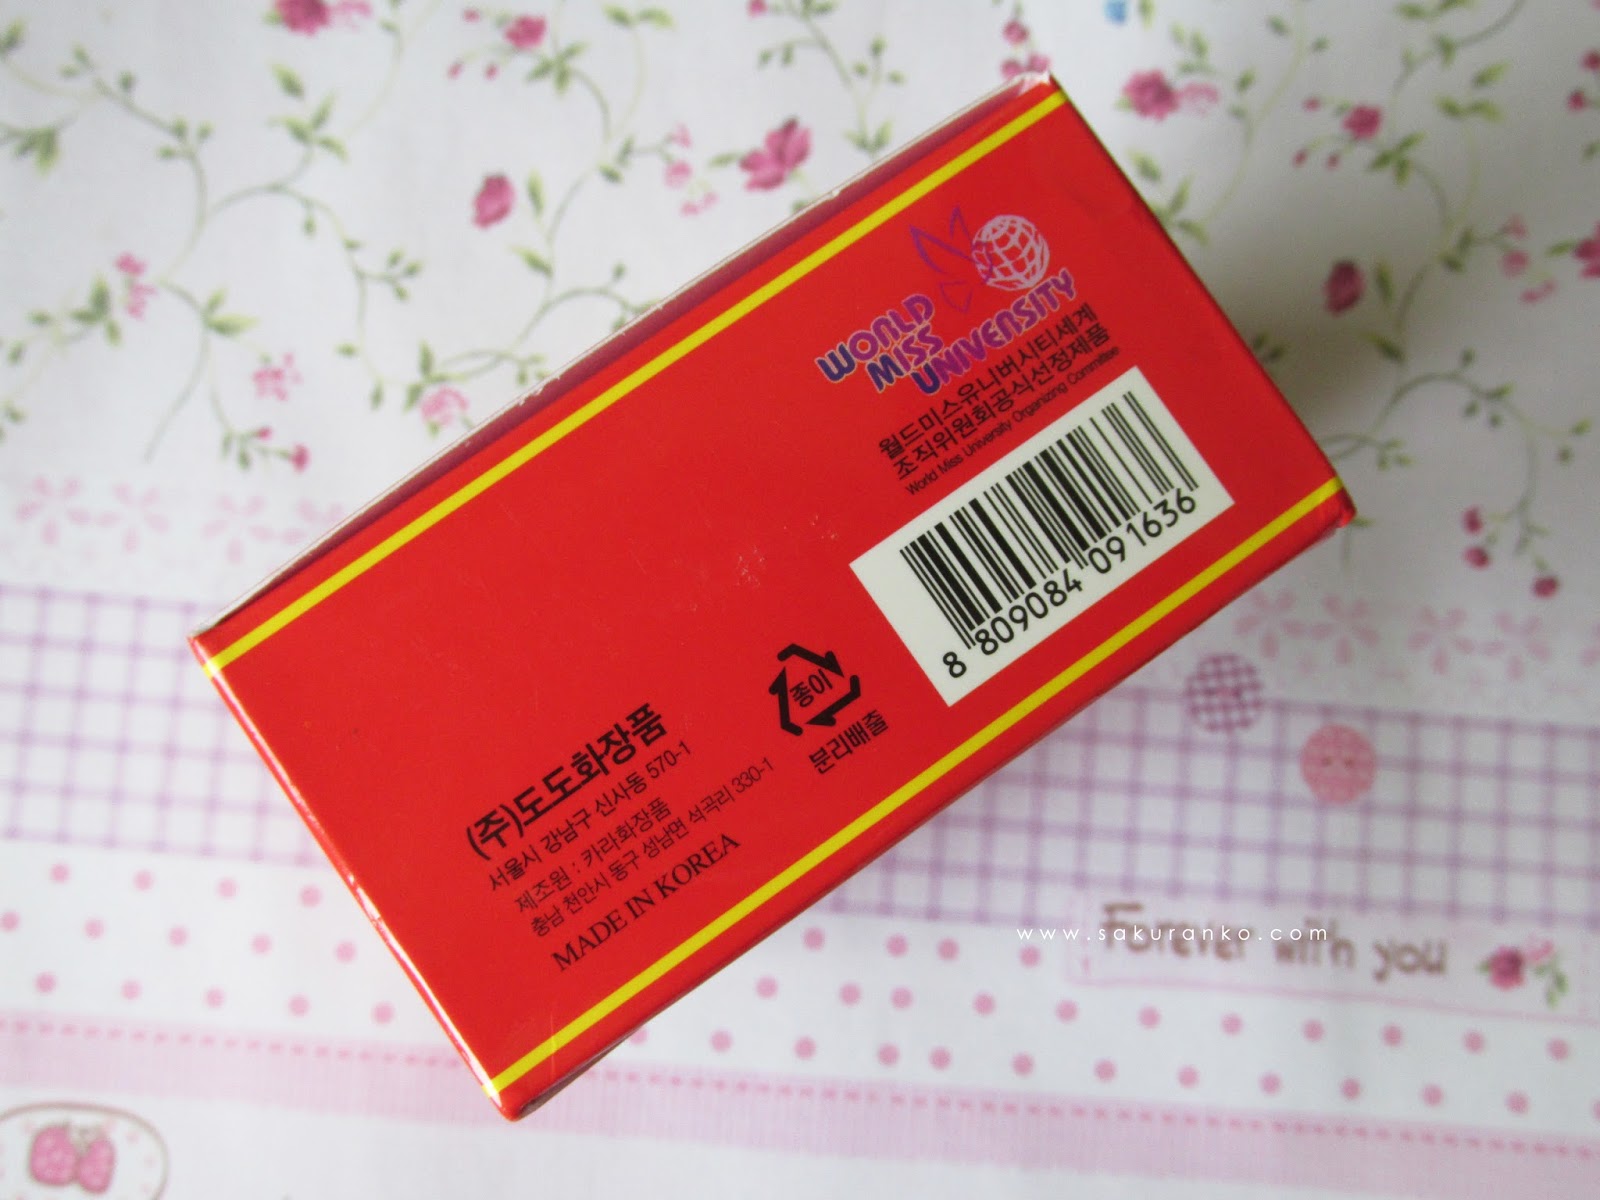 WORLD
MISS
UNIVERSITY
월드미스유니버시티세계
조직위원회공식선정제품
World Miss University Organizing Committee
8 809084 091636
종이
분리배출
(주)도도화장품
서울시 강남구 신사동 570-1
제조원 : 카라화장품
충남 천안시 동구 성남면 석곡리 330-1
MADE IN KOREA
www.sakuranko.com
Forever with you